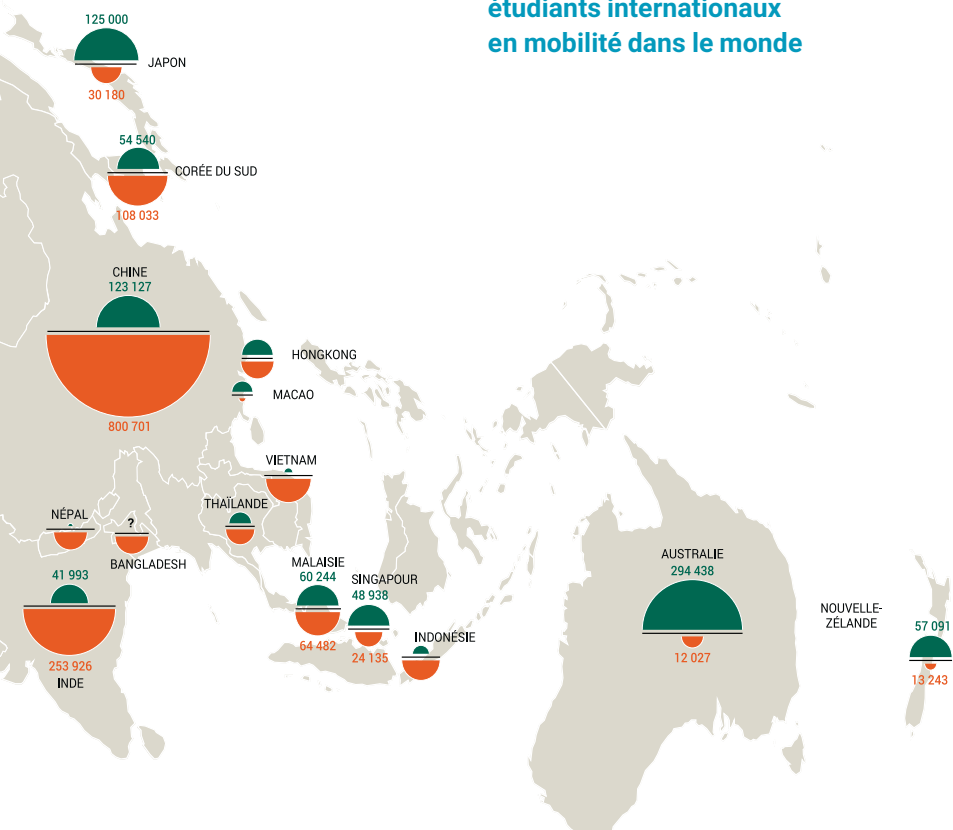 étudiants internationaux
en mobilité dans le monde
125 000
JAPON
30 180
54 540
CORÉE DU SUD
108 033
CHINE
123 127
800 701
HONGKONG
MACAO
VIETNAM
THAÏLANDE
NÉPAL
?
BANGLADESH
41 993
253 926
INDE
MALAISIE
60 244
64 482
SINGAPOUR
48 938
24 135
INDONÉSIE
AUSTRALIE
294 438
12 027
NOUVELLE-
ZÉLANDE
57 091
13 243